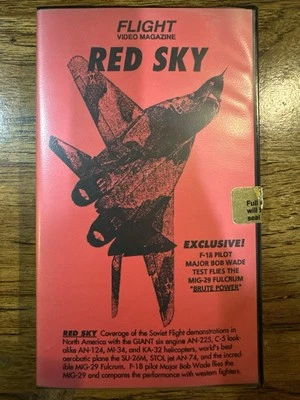 FLIGHT
VIDEO MAGAZINE
RED SKY
Full
will
seal
EXCLUSIVE!
F-18 PILOT
MAJOR BOB WADE
TEST FLIES THE
MIG-29 FULCRUM
"BRUTE POWER"
RED SKY Coverage of the Soviet Flight demonstrations in
North America with the GIANT six engine AN-225, C-5 look-
alike AN-124, MI-34, and KA-32 helicopters, world's best
aerobatic plane the SU-26M, STOL jet AN-74, and the incred-
ible MIG-29 Fulcrum. F-18 pilot Major Bob Wade flies the
MIG-29 and compares the performance with western fighters.